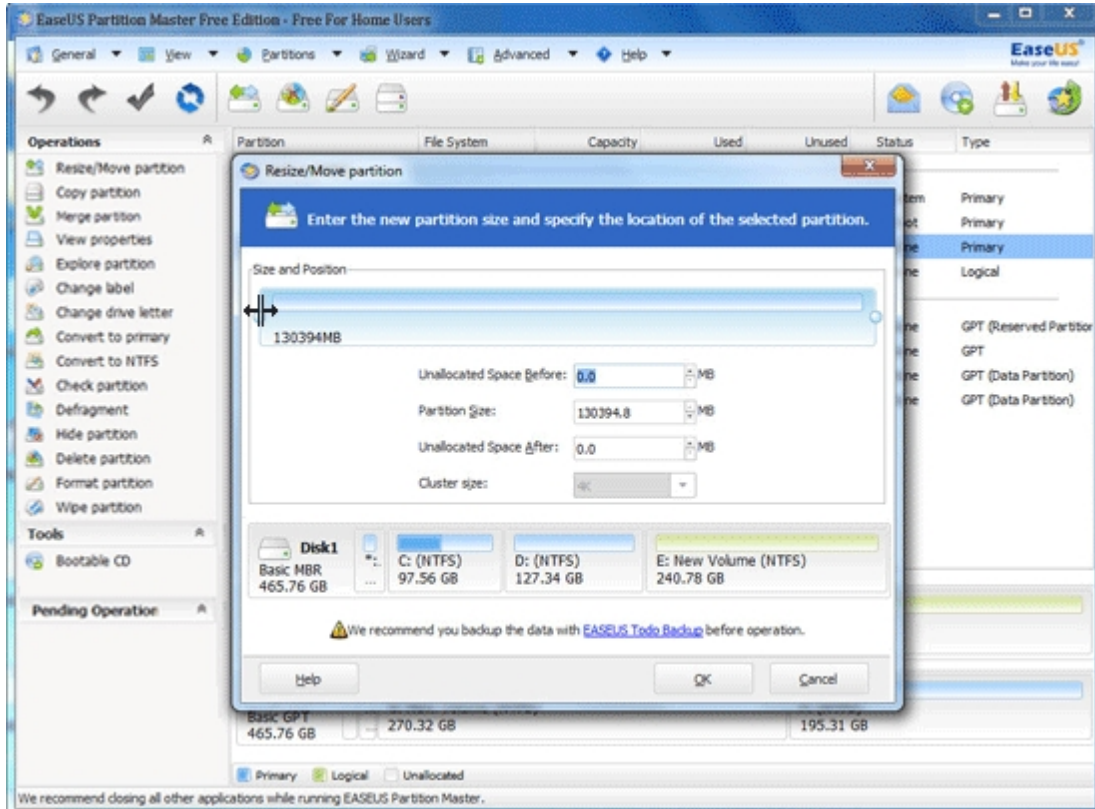 EaseUS Partition Master Free Edition - Free For Home Users
General View Partitions Wizard Advanced Help
EaseUS
Make your life easy!
Operations
Resize/Move partition
Copy partition
Merge partition
View properties
Explore partition
Change label
Change drive letter
Convert to primary
Convert to NTFS
Check partition
Defragment
Hide partition
Delete partition
Format partition
Wipe partition
Tools
Bootable CD
Pending Operation
Partition File System Capacity Used Unused Status Type
Primary
Primary
Primary
Logical
GPT (Reserved Partitior
GPT
GPT (Data Partition)
GPT (Data Partition)
Resize/Move partition
Enter the new partition size and specify the location of the selected partition.
Size and Position
130394MB
Unallocated Space Before: 0.0 MB
Partition Size: 130394.8 MB
Unallocated Space After: 0.0 MB
Cluster size: 4K
Disk1
Basic MBR
465.76 GB
*:
...
C: (NTFS)
97.56 GB
D: (NTFS)
127.34 GB
E: New Volume (NTFS)
240.78 GB
We recommend you backup the data with EASEUS Todo Backup before operation.
Help OK Cancel
Basic GPT
465.76 GB
270.32 GB
195.31 GB
Primary Logical Unallocated
We recommend closing all other applications while running EASEUS Partition Master.